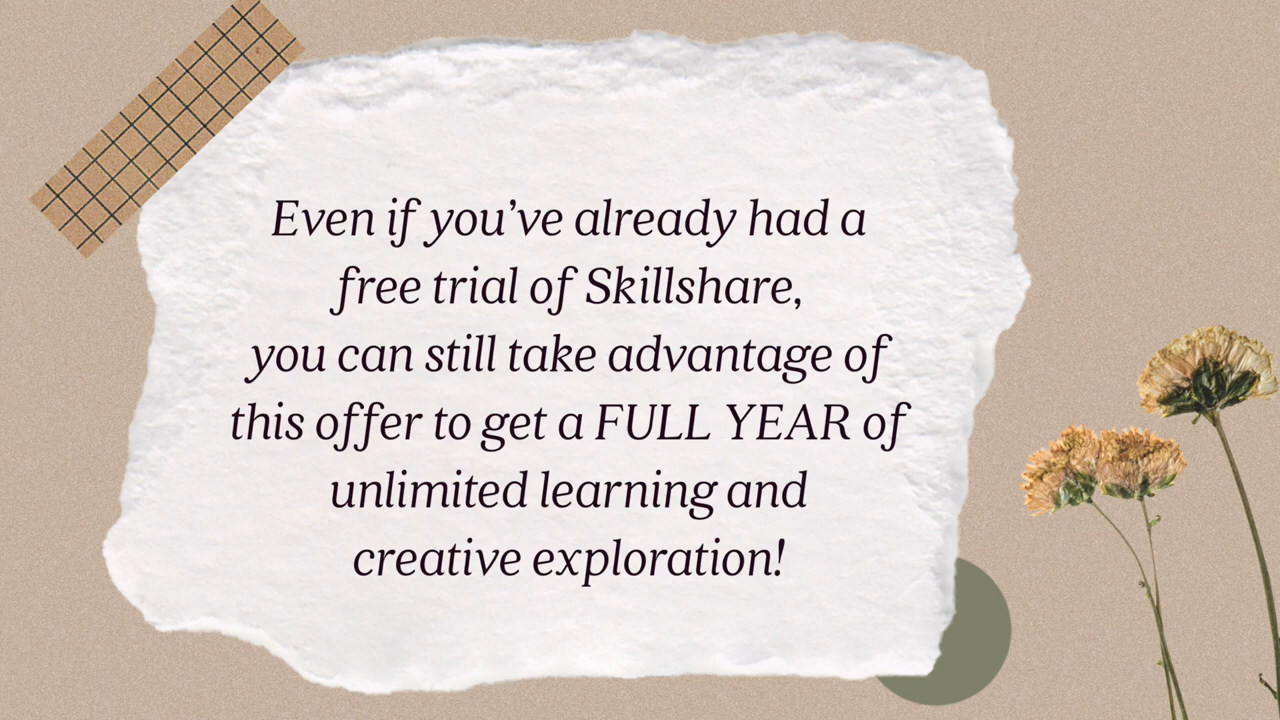 Even if you’ve already had a
free trial of Skillshare,
you can still take advantage of
this offer to get a FULL YEAR of
unlimited learning and
creative exploration!